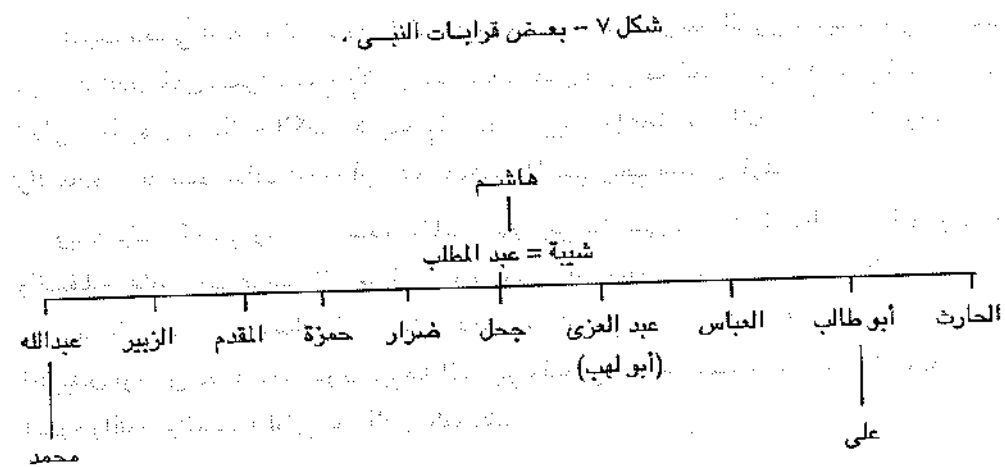 شكل ٧ -- بعض قرابات النبي .
هاشم
شيبة = عبد المطلب
الحارث أبو طالب العباس عبد العزى جحل ضرار حمزة المقدم الزبير عبدالله
(أبو لهب)
على
محمد